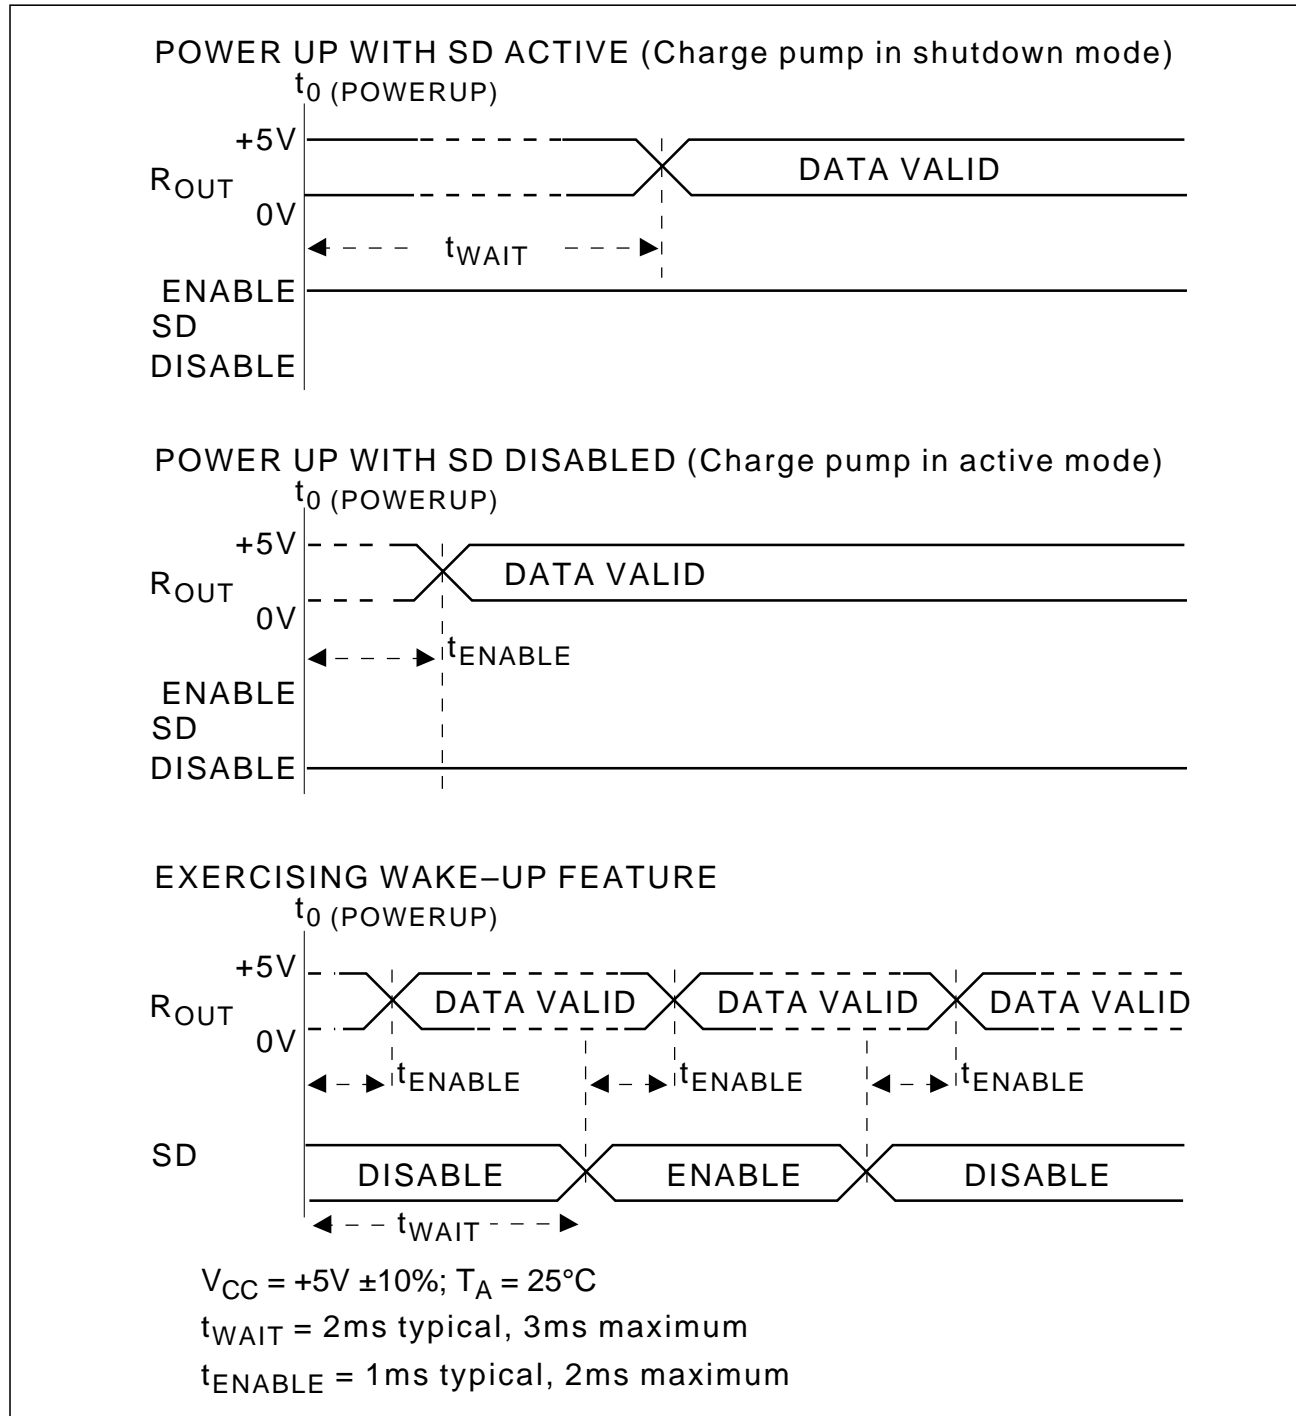 POWER UP WITH SD ACTIVE (Charge pump in shutdown mode)
t0 (POWERUP)
+5V
ROUT
DATA VALID
0V
tWAIT
ENABLE
SD
DISABLE
POWER UP WITH SD DISABLED (Charge pump in active mode)
t0 (POWERUP)
+5V
ROUT
DATA VALID
0V
tENABLE
ENABLE
SD
DISABLE
EXERCISING WAKE–UP FEATURE
t0 (POWERUP)
+5V
ROUT
DATA VALID DATA VALID DATA VALID
0V
tENABLE tENABLE tENABLE
SD
DISABLE ENABLE DISABLE
tWAIT
VCC = +5V ±10%; TA = 25°C
tWAIT = 2ms typical, 3ms maximum
tENABLE = 1ms typical, 2ms maximum